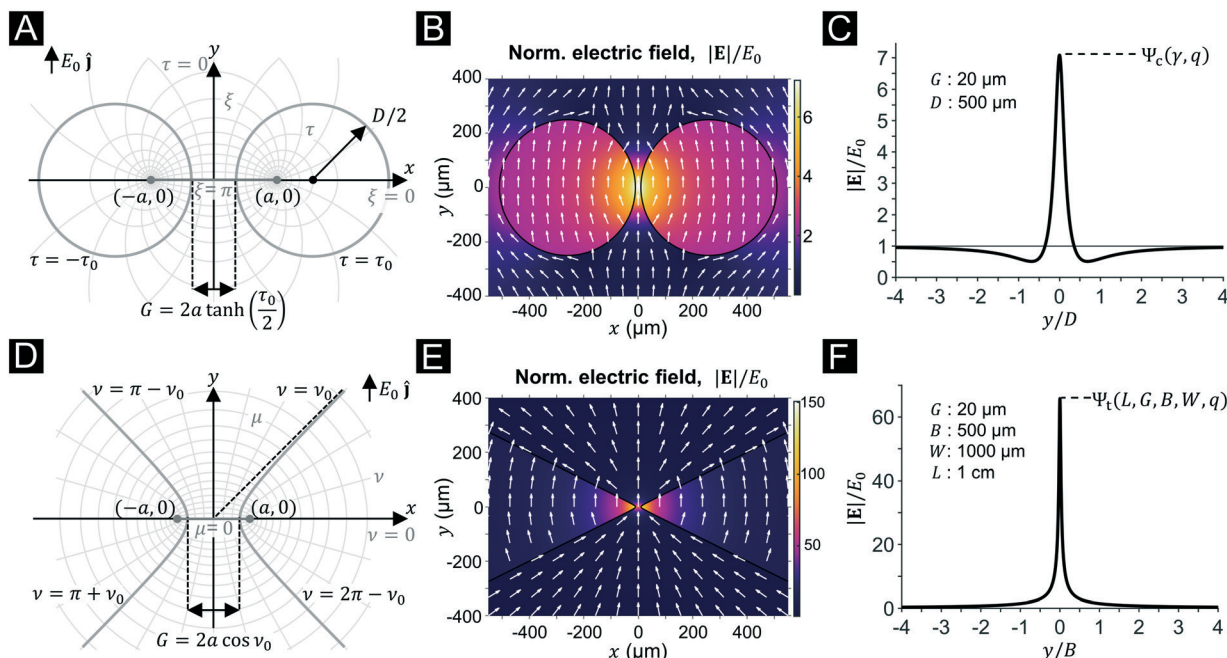 A
E₀ ĵ
y
τ = 0
ξ
D/2
τ
x
(−a, 0)
ξ = π
(a, 0)
ξ = 0
τ = −τ₀
τ = τ₀
G = 2a tanh (τ₀/2)
B
Norm. electric field, |E|/E₀
400
200
0
-200
-400
y (µm)
-400 -200 0 200 400
x (µm)
6
4
2
C
Ψc(γ, q)
G : 20 µm
D : 500 µm
7
6
5
4
3
2
1
0
|E|/E₀
-4 -3 -2 -1 0 1 2 3 4
y/D
D
y
ν = π − ν₀
ν = ν₀
E₀ ĵ
μ
ν
(−a, 0)
(a, 0)
x
μ = 0
ν = 0
ν = π + ν₀
ν = 2π − ν₀
G = 2a cos ν₀
E
Norm. electric field, |E|/E₀
400
200
0
-200
-400
y (µm)
-400 -200 0 200 400
x (µm)
150
100
50
F
Ψt(L, G, B, W, q)
G : 20 µm
B : 500 µm
W : 1000 µm
L : 1 cm
60
40
20
0
|E|/E₀
-4 -3 -2 -1 0 1 2 3 4
y/B